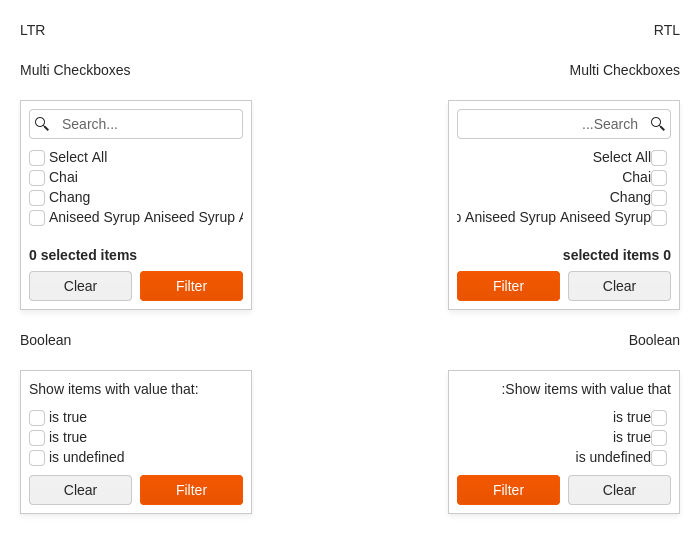 LTR
RTL
Multi Checkboxes
Multi Checkboxes
Search...
Select All
Chai
Chang
Aniseed Syrup Aniseed Syrup
0 selected items
Clear
Filter
...Search
Select All
Chai
Chang
Aniseed Syrup Aniseed Syrup
selected items 0
Filter
Clear
Boolean
Boolean
Show items with value that:
is true
is true
is undefined
Clear
Filter
:Show items with value that
is true
is true
is undefined
Filter
Clear